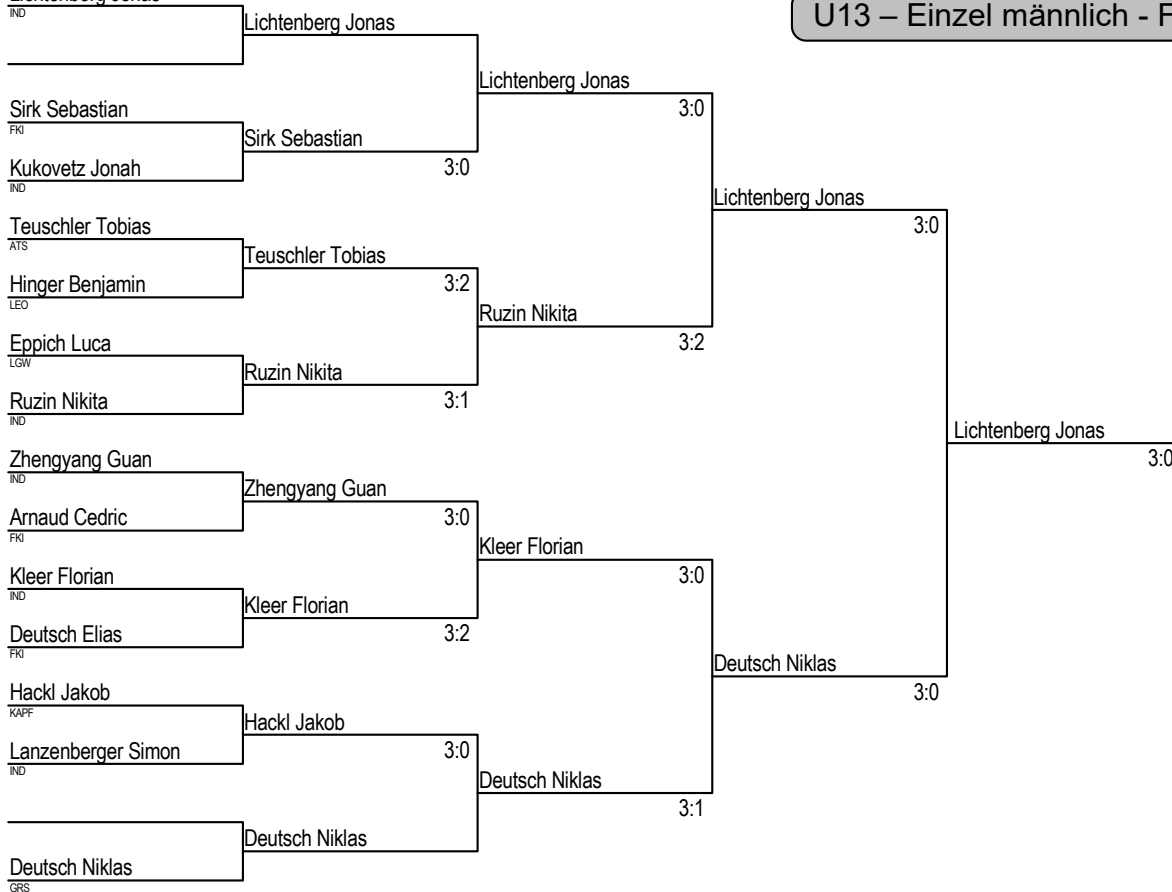 IND
Lichtenberg Jonas
U13 – Einzel männlich - F
Lichtenberg Jonas
3:0
Sirk Sebastian
FKI
Sirk Sebastian
3:0
Kukovetz Jonah
IND
Lichtenberg Jonas
3:0
Teuschler Tobias
ATS
Teuschler Tobias
3:2
Hinger Benjamin
LEO
Ruzin Nikita
3:2
Eppich Luca
LGW
Ruzin Nikita
3:1
Ruzin Nikita
IND
Lichtenberg Jonas
3:0
Zhengyang Guan
IND
Zhengyang Guan
3:0
Arnaud Cedric
FKI
Kleer Florian
3:0
Kleer Florian
IND
Kleer Florian
3:2
Deutsch Elias
FKI
Deutsch Niklas
3:0
Hackl Jakob
KAPF
Hackl Jakob
3:0
Lanzenberger Simon
IND
Deutsch Niklas
3:1
Deutsch Niklas
Deutsch Niklas
GRS